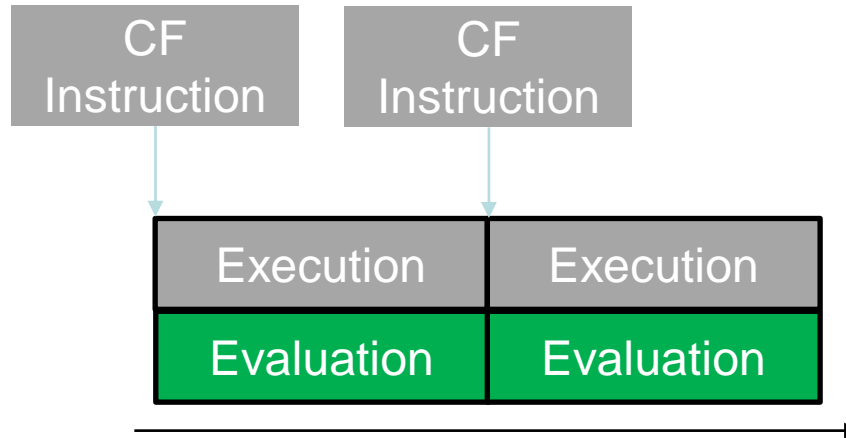 CF
Instruction
CF
Instruction
Execution
Execution
Evaluation
Evaluation